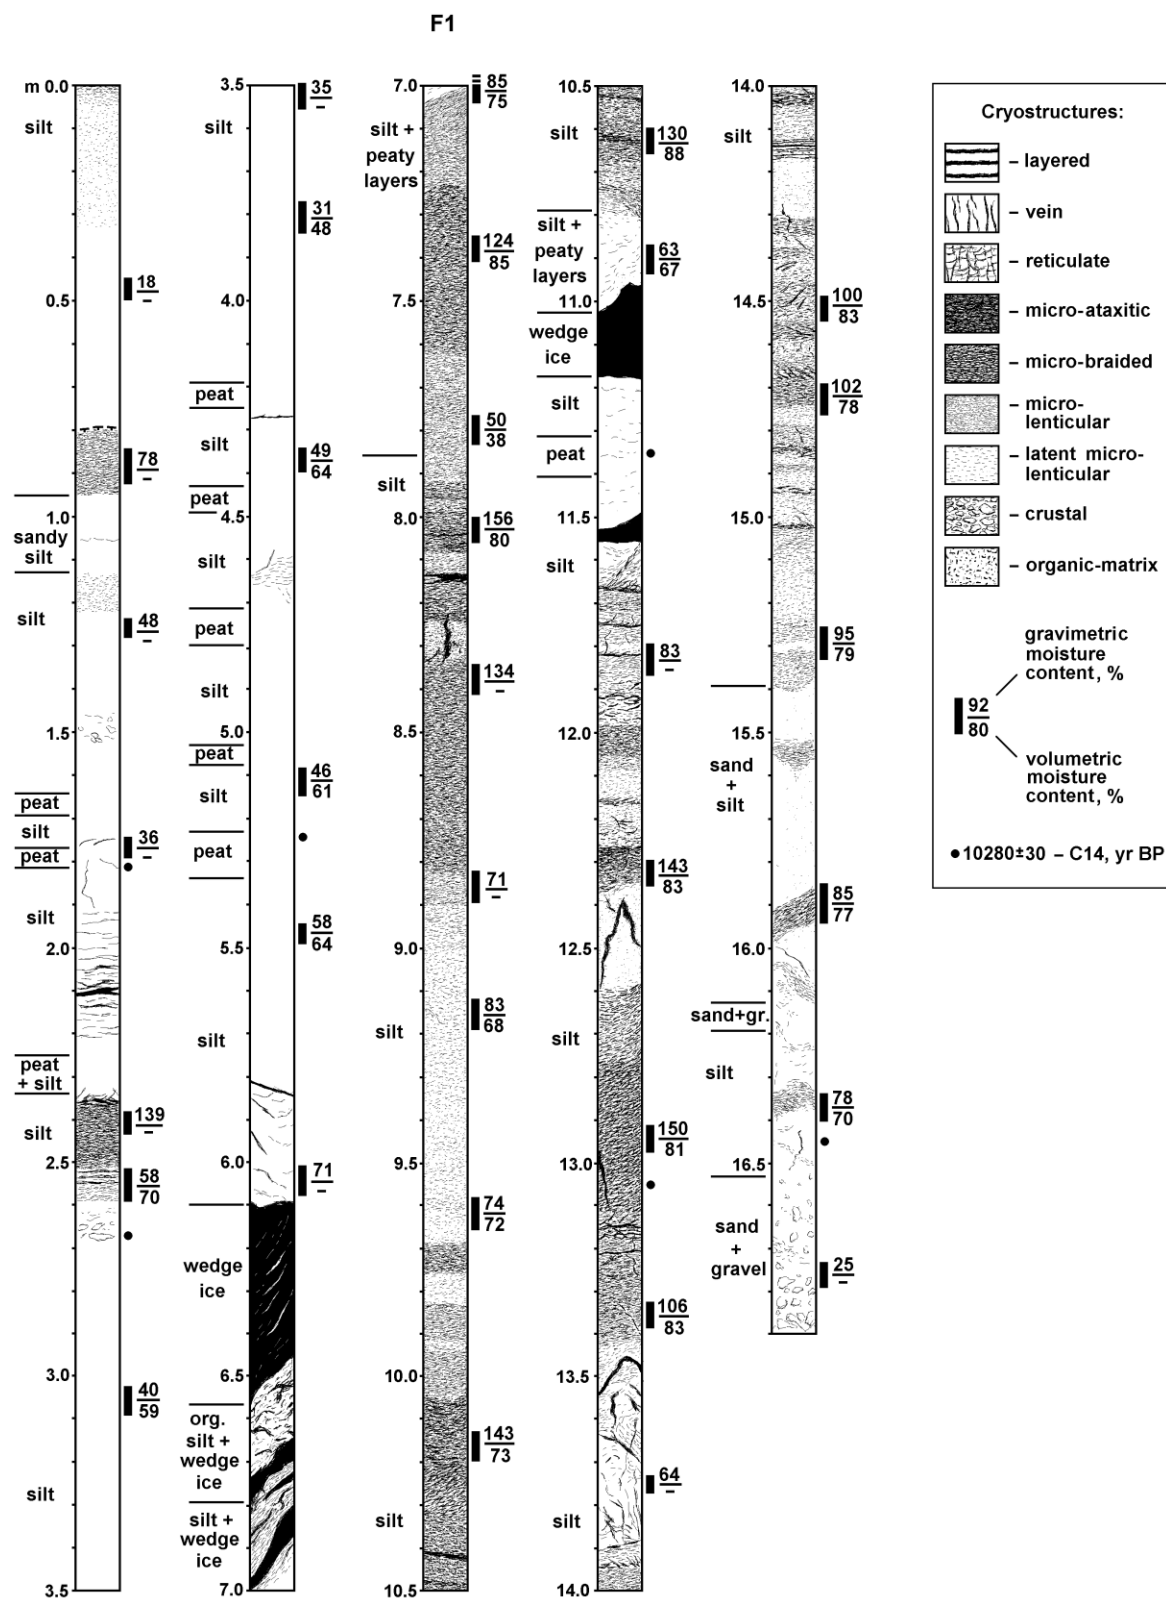 F1
m 0.0
silt
18
–
0.5
78
–
1.0
sandy
silt
silt
48
–
1.5
peat
silt
peat
36
–
silt
2.0
peat
+ silt
139
–
silt
2.5
58
70
3.0
40
59
silt
3.5
3.5
35
–
silt
31
48
4.0
peat
silt
49
64
peat
4.5
silt
peat
silt
5.0
peat
46
61
silt
peat
58
64
5.5
silt
6.0
71
–
wedge
ice
6.5
org.
silt +
wedge
ice
silt +
wedge
ice
7.0
7.0
85
75
silt +
peaty
layers
124
85
7.5
50
38
silt
8.0
156
80
134
–
8.5
71
–
9.0
83
68
silt
9.5
74
72
10.0
143
73
silt
10.5
10.5
silt
130
88
silt +
peaty
layers
63
67
11.0
wedge
ice
silt
peat
11.5
silt
83
–
12.0
143
83
12.5
silt
150
81
13.0
106
83
13.5
64
–
silt
14.0
14.0
silt
14.5
100
83
102
78
15.0
95
79
15.5
sand
+
silt
85
77
16.0
sand+gr.
silt
78
70
16.5
sand
+
gravel
25
–
Cryostructures:
– layered
– vein
– reticulate
– micro-ataxitic
– micro-braided
– micro-
lenticular
– latent micro-
lenticular
– crustal
– organic-matrix
gravimetric
moisture
content, %
92
80
volumetric
moisture
content, %
● 10280±30 – C14, yr BP